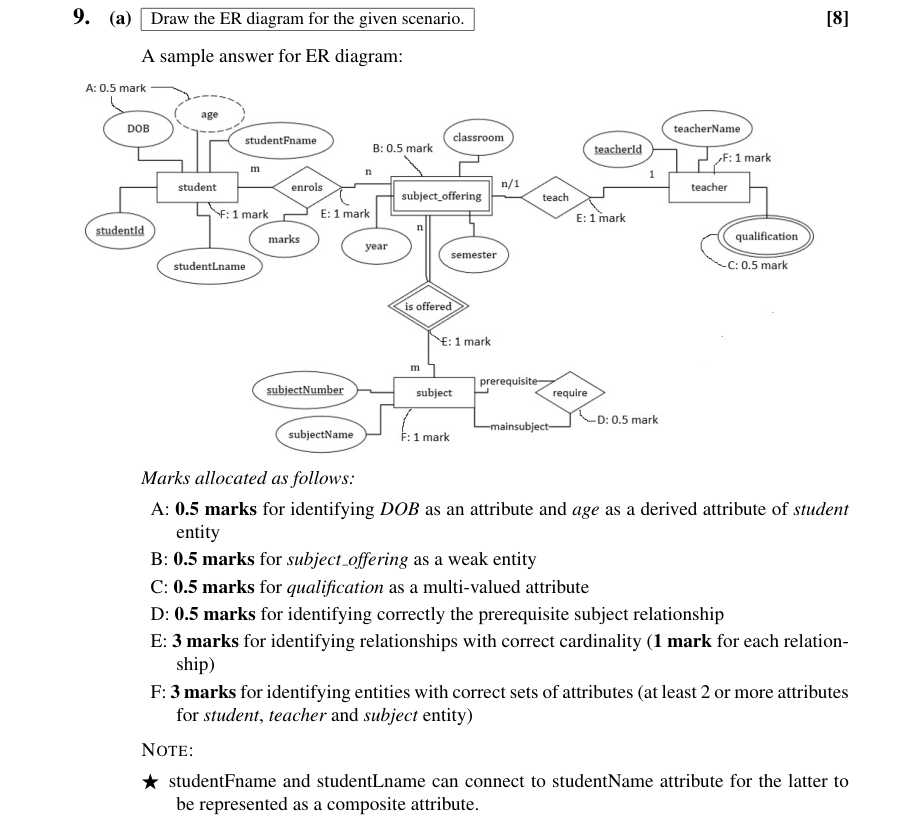 9. (a) Draw the ER diagram for the given scenario. [8]
A sample answer for ER diagram:
A: 0.5 mark
age
DOB
studentFname
classroom
teacherName
B: 0.5 mark
teacherId
F: 1 mark
m
n
n/1
1
student
enrols
subject_offering
teach
teacher
F: 1 mark
E: 1 mark
E: 1 mark
studentId
marks
year
n
semester
qualification
studentLname
C: 0.5 mark
is offered
E: 1 mark
m
subjectNumber
subject
prerequisite
require
subjectName
mainsubject
D: 0.5 mark
F: 1 mark
Marks allocated as follows:
A: 0.5 marks for identifying DOB as an attribute and age as a derived attribute of student
entity
B: 0.5 marks for subject_offering as a weak entity
C: 0.5 marks for qualification as a multi-valued attribute
D: 0.5 marks for identifying correctly the prerequisite subject relationship
E: 3 marks for identifying relationships with correct cardinality (1 mark for each relation-
ship)
F: 3 marks for identifying entities with correct sets of attributes (at least 2 or more attributes
for student, teacher and subject entity)
NOTE:
★ studentFname and studentLname can connect to studentName attribute for the latter to
be represented as a composite attribute.